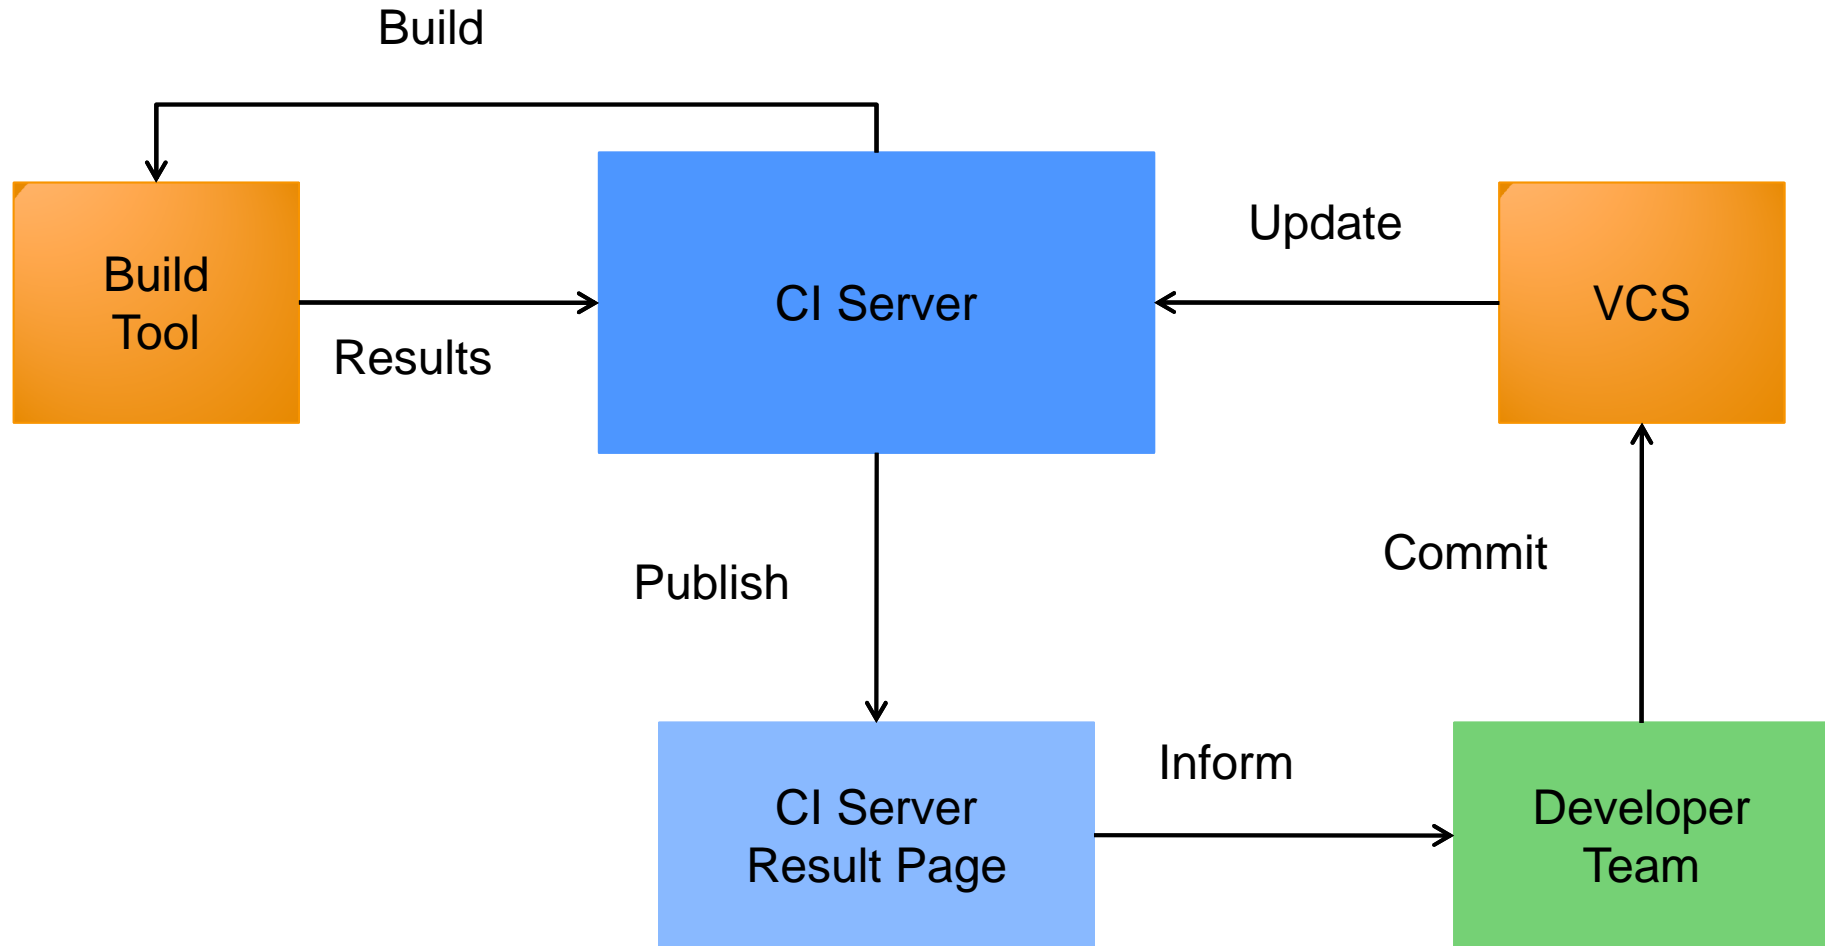 Build
Build
Tool
Results
CI Server
Update
VCS
Publish
Commit
CI Server
Result Page
Inform
Developer
Team